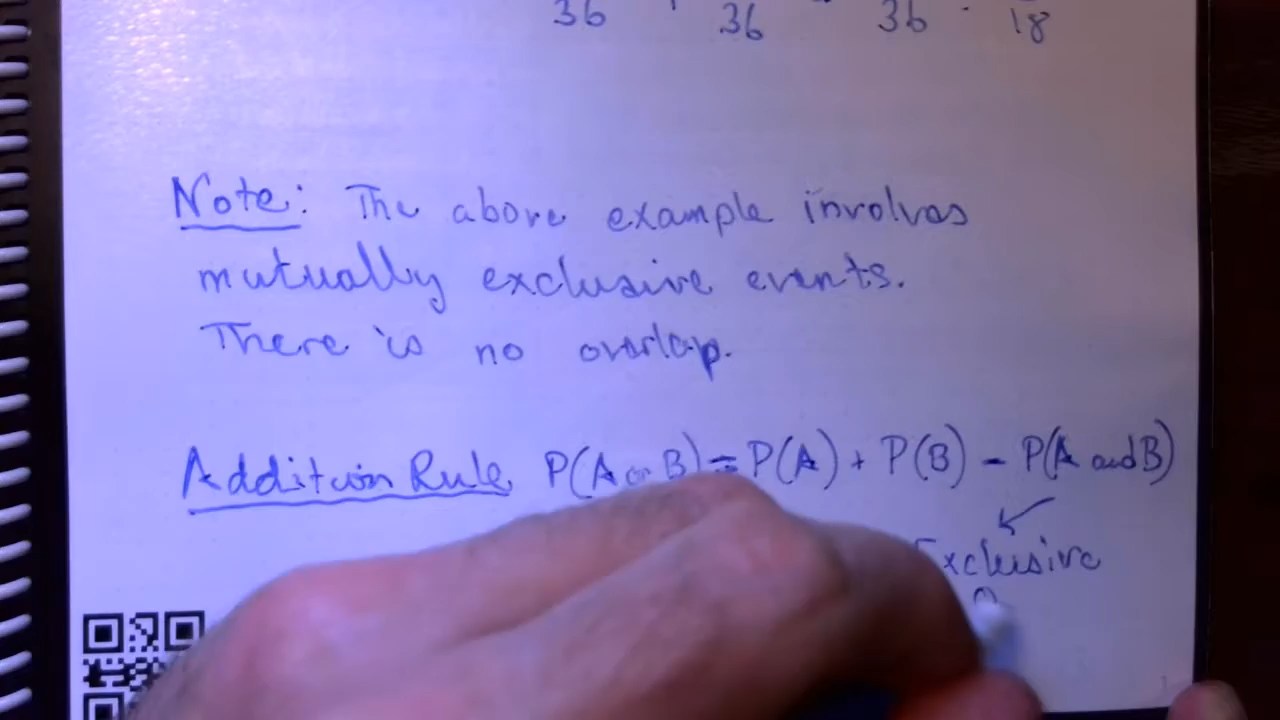 36 36 36 18
Note: The above example involves
mutually exclusive events.
There is no overlap.
Addition Rule P(A or B) = P(A) + P(B) - P(A and B)
Exclusive